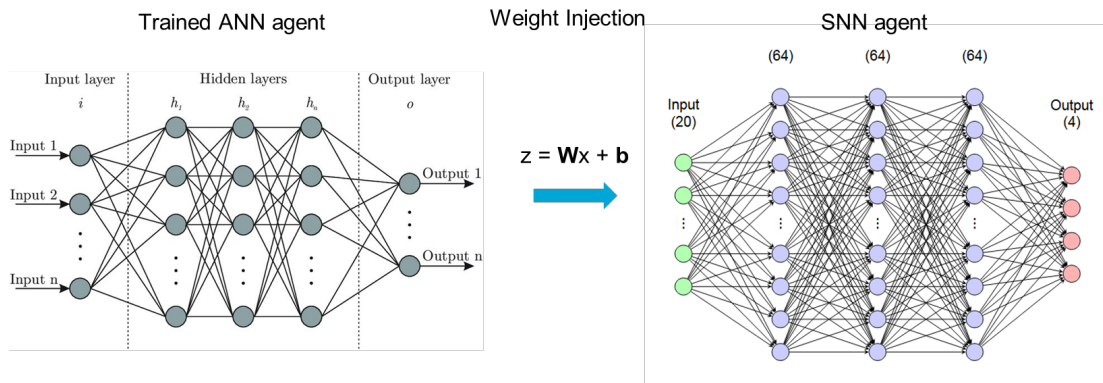 Trained ANN agent
Weight Injection
SNN agent
Input layer
Hidden layers
Output layer
i
h1
h2
hn
o
Input 1
Input 2
Input n
Output 1
Output n
z = Wx + b
(64)
(64)
(64)
Input
(20)
Output
(4)